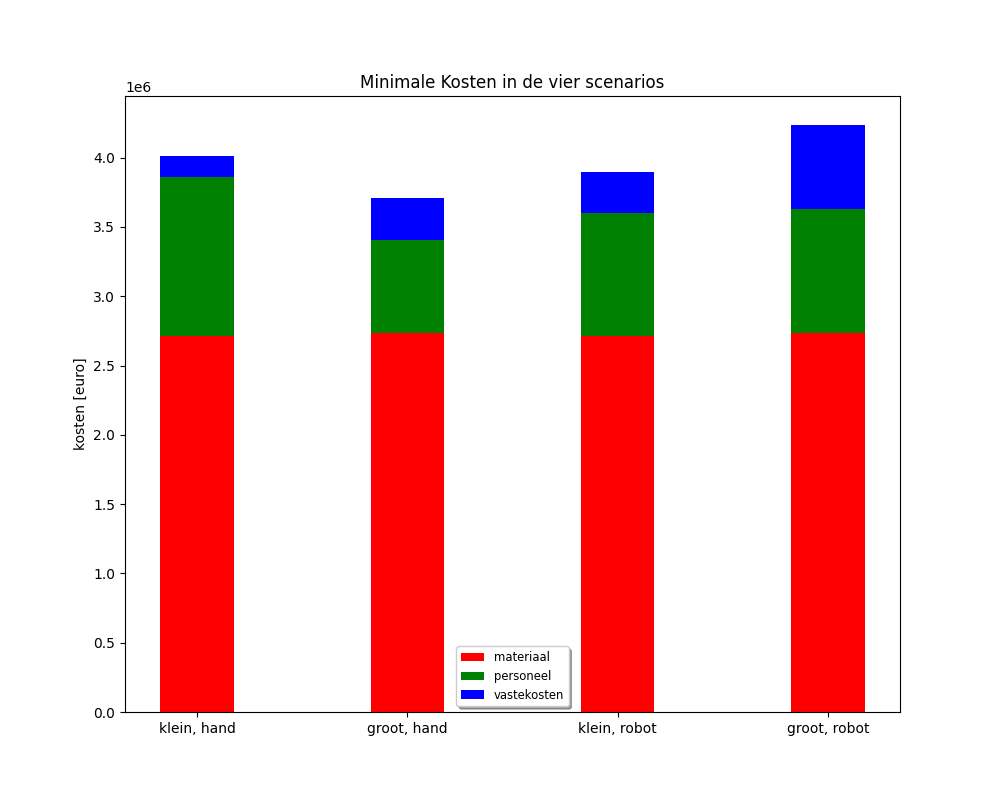 Minimale Kosten in de vier scenarios
1e6
4.0
3.5
3.0
2.5
2.0
1.5
1.0
0.5
0.0
kosten [euro]
materiaal
personeel
vastekosten
klein, hand
groot, hand
klein, robot
groot, robot